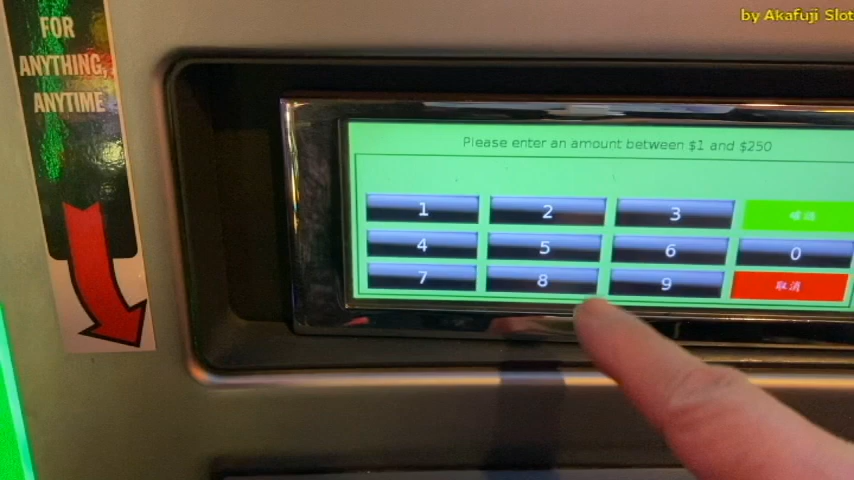 by Akafuji Slot
FOR
ANYTHING,
ANYTIME
Please enter an amount between $1 and $250
1 2 3
4 5 6 0
7 8 9 取消